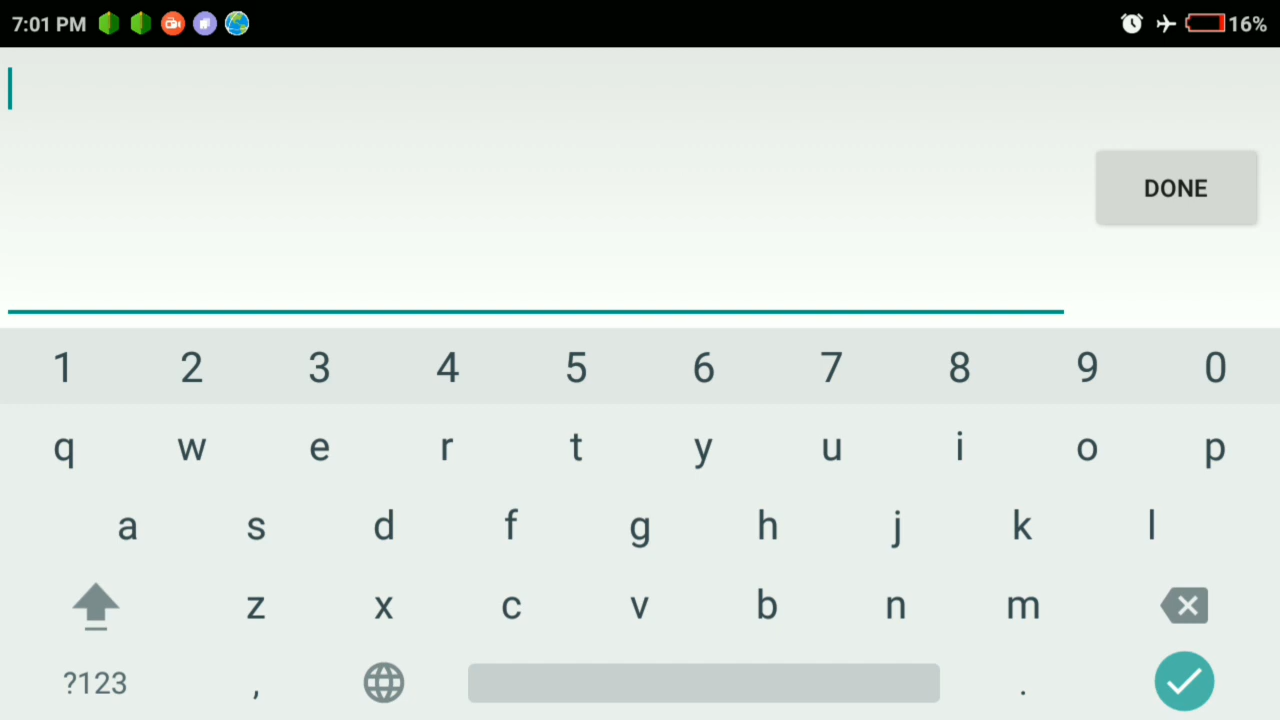 7:01 PM 16%
DONE
1 2 3 4 5 6 7 8 9 0
q w e r t y u i o p
a s d f g h j k l
z x c v b n m
?123 , .